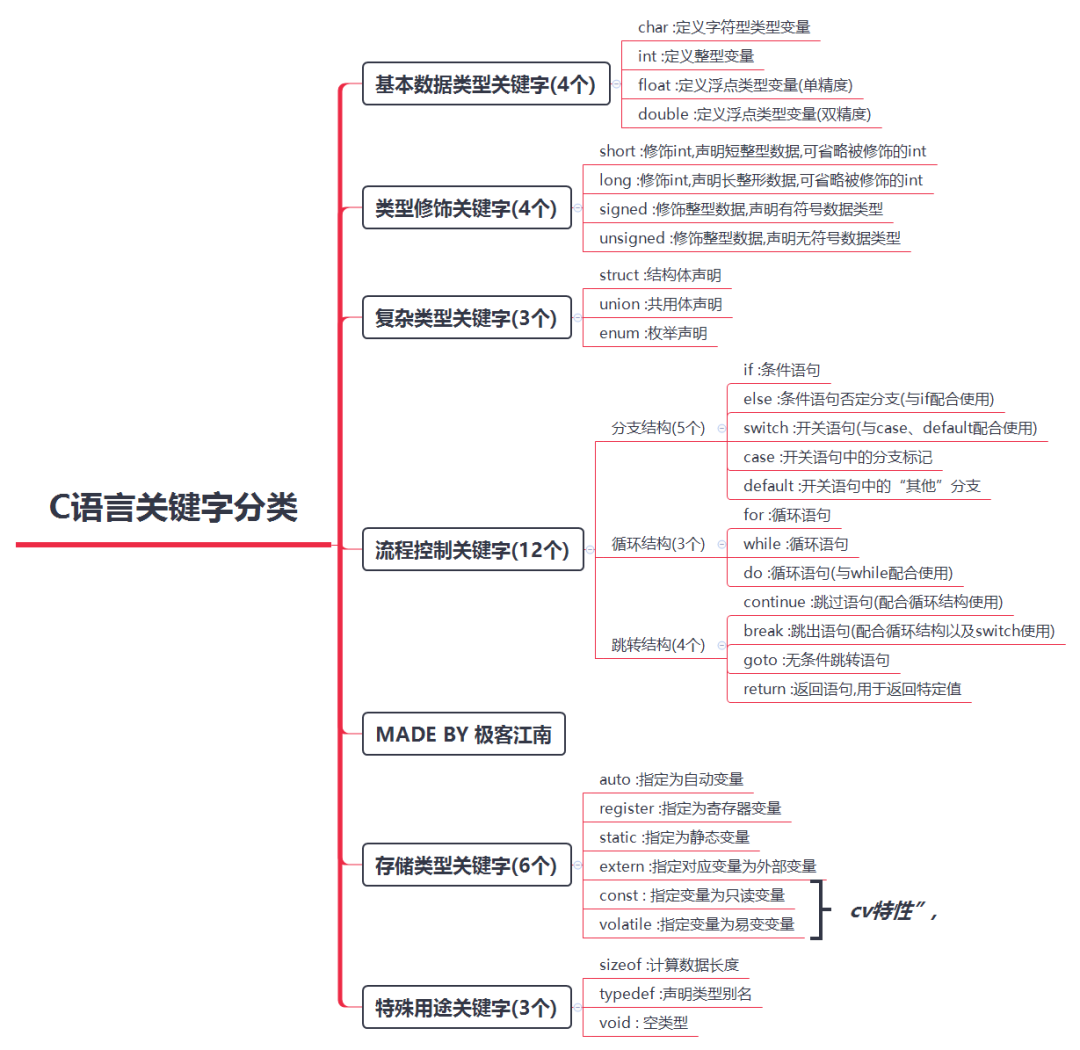 C语言关键字分类
基本数据类型关键字(4个)
char :定义字符型类型变量
int :定义整型变量
float :定义浮点类型变量(单精度)
double :定义浮点类型变量(双精度)
类型修饰关键字(4个)
short :修饰int,声明短整型数据,可省略被修饰的int
long :修饰int,声明长整形数据,可省略被修饰的int
signed :修饰整型数据,声明有符号数据类型
unsigned :修饰整型数据,声明无符号数据类型
复杂类型关键字(3个)
struct :结构体声明
union :共用体声明
enum :枚举声明
流程控制关键字(12个)
分支结构(5个)
if :条件语句
else :条件语句否定分支(与if配合使用)
switch :开关语句(与case、default配合使用)
case :开关语句中的分支标记
default :开关语句中的“其他”分支
循环结构(3个)
for :循环语句
while :循环语句
do :循环语句(与while配合使用)
跳转结构(4个)
continue :跳过语句(配合循环结构使用)
break :跳出语句(配合循环结构以及switch使用)
goto :无条件跳转语句
return :返回语句,用于返回特定值
MADE BY 极客江南
存储类型关键字(6个)
auto :指定为自动变量
register :指定为寄存器变量
static :指定为静态变量
extern :指定对应变量为外部变量
const : 指定变量为只读变量
volatile :指定变量为易变变量
cv特性”,
特殊用途关键字(3个)
sizeof :计算数据长度
typedef :声明类型别名
void : 空类型